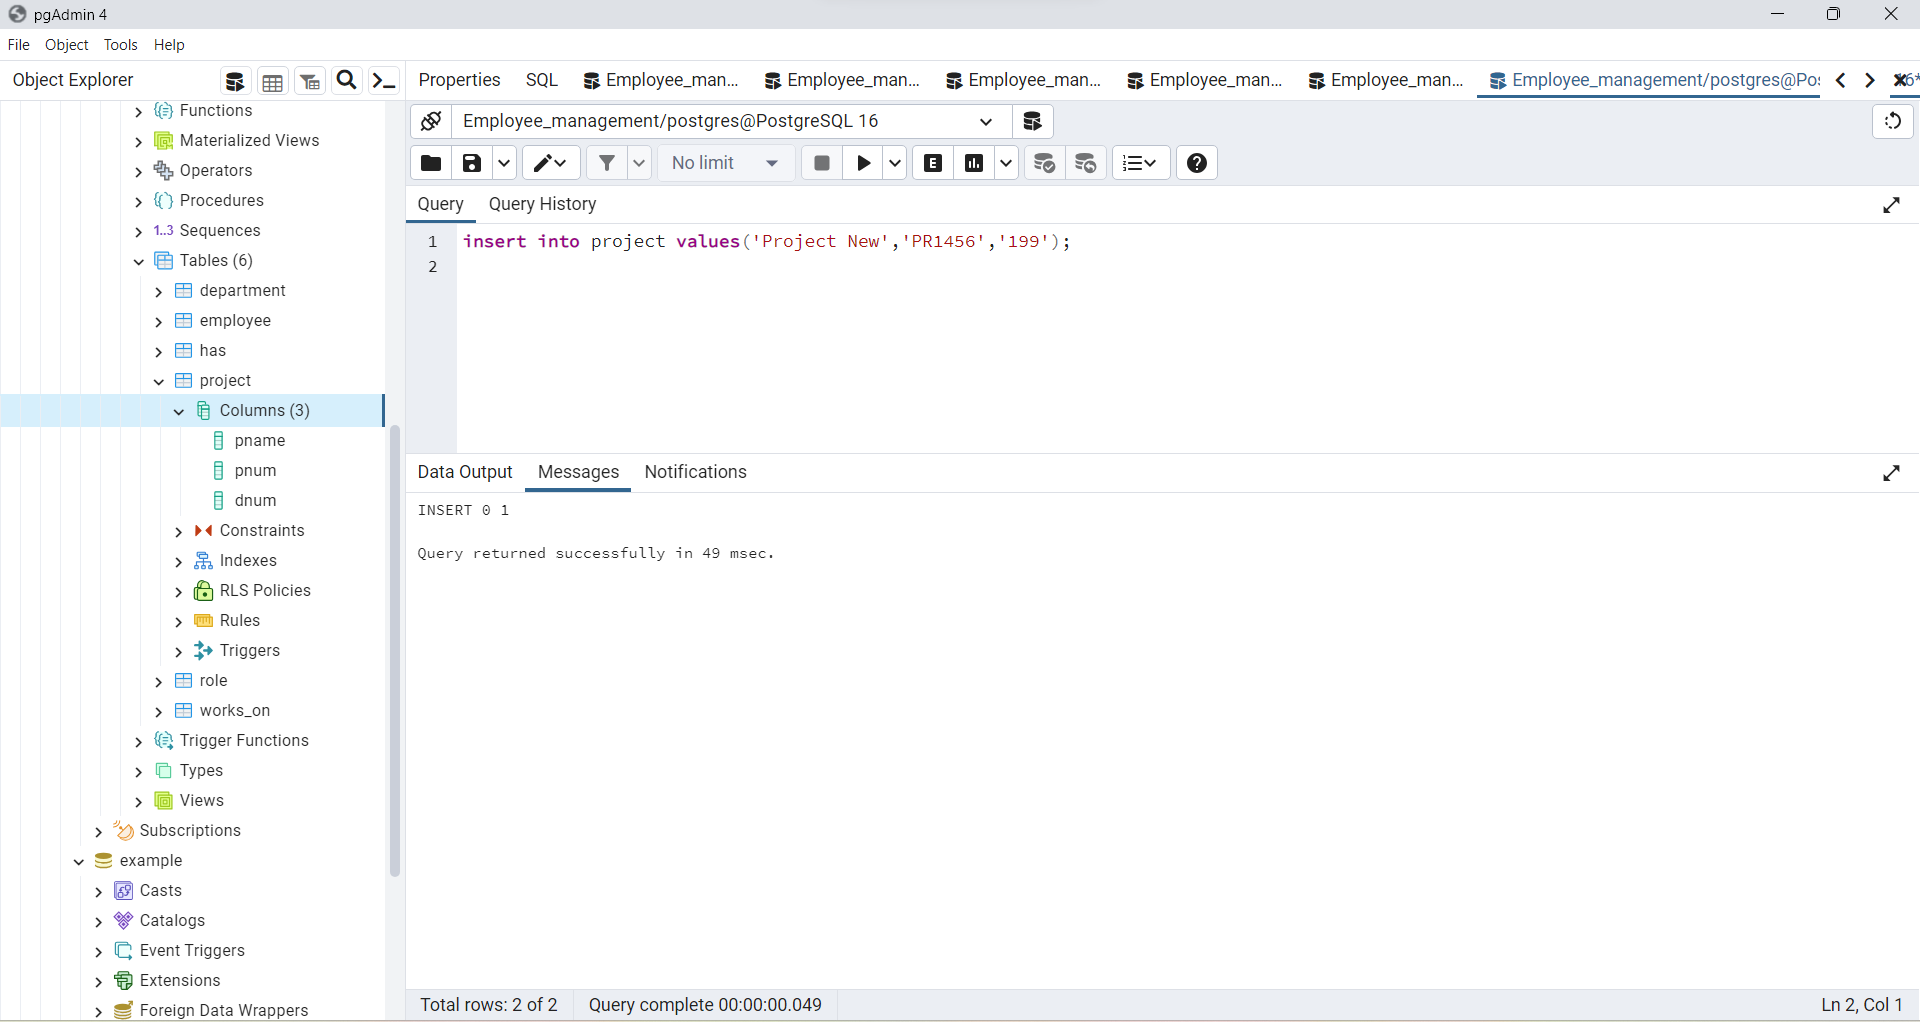 pgAdmin 4
File Object Tools Help
Object Explorer
Properties SQL Employee_man... Employee_man... Employee_man... Employee_man... Employee_man... Employee_management/postgres@Po
Employee_management/postgres@PostgreSQL 16
No limit
E
Query Query History
1 insert into project values('Project New','PR1456','199');
2
Functions
Materialized Views
Operators
Procedures
1..3 Sequences
Tables (6)
department
employee
has
project
Columns (3)
pname
pnum
dnum
Constraints
Indexes
RLS Policies
Rules
Triggers
role
works_on
Trigger Functions
Types
Views
Subscriptions
example
Casts
Catalogs
Event Triggers
Extensions
Foreign Data Wrappers
Data Output Messages Notifications
INSERT 0 1
Query returned successfully in 49 msec.
Total rows: 2 of 2 Query complete 00:00:00.049 Ln 2, Col 1